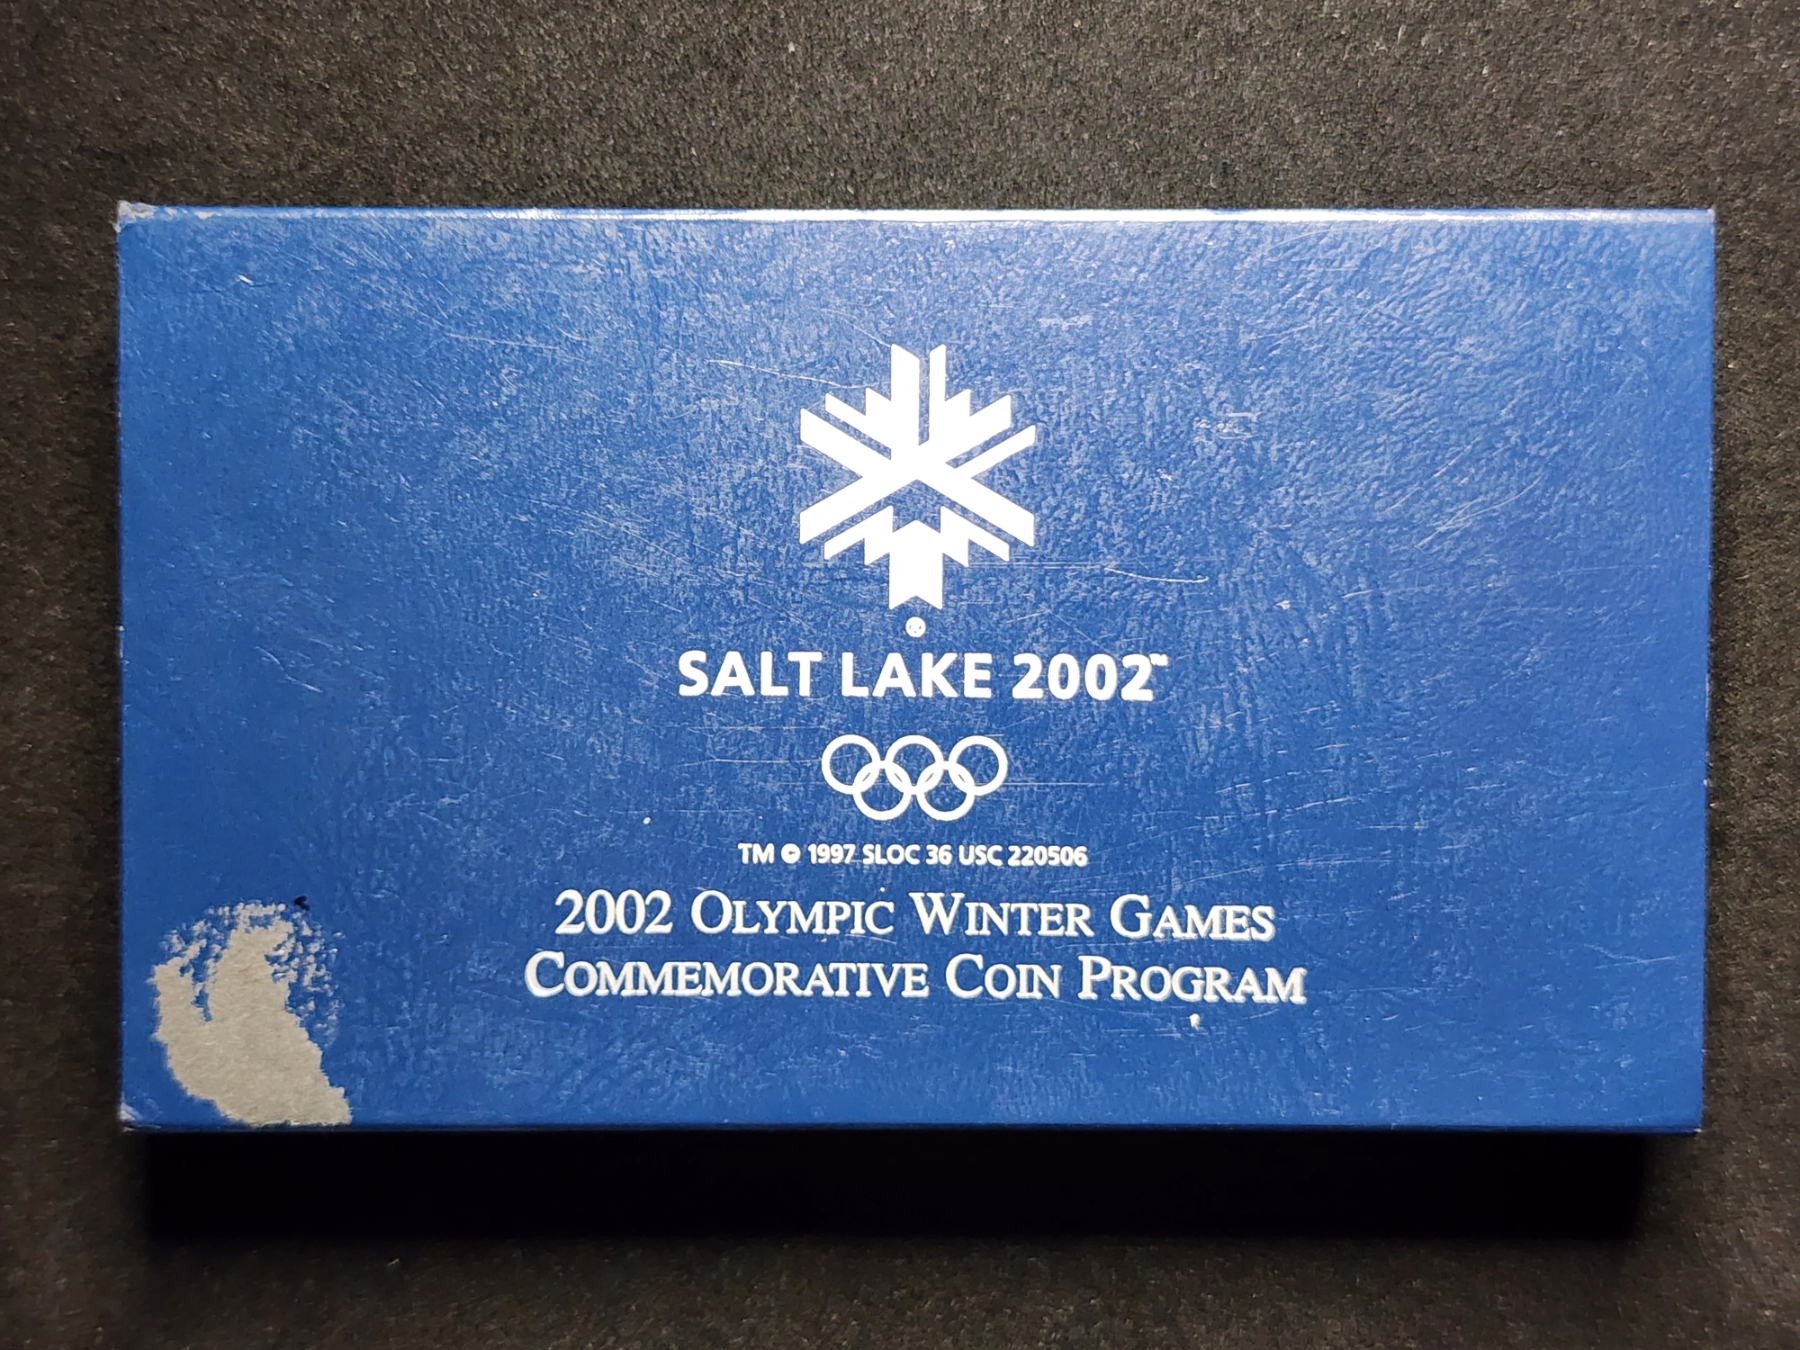 SALT LAKE 2002™
TM © 1997 SLOC 36 USC 220506
2002 OLYMPIC WINTER GAMES
COMMEMORATIVE COIN PROGRAM